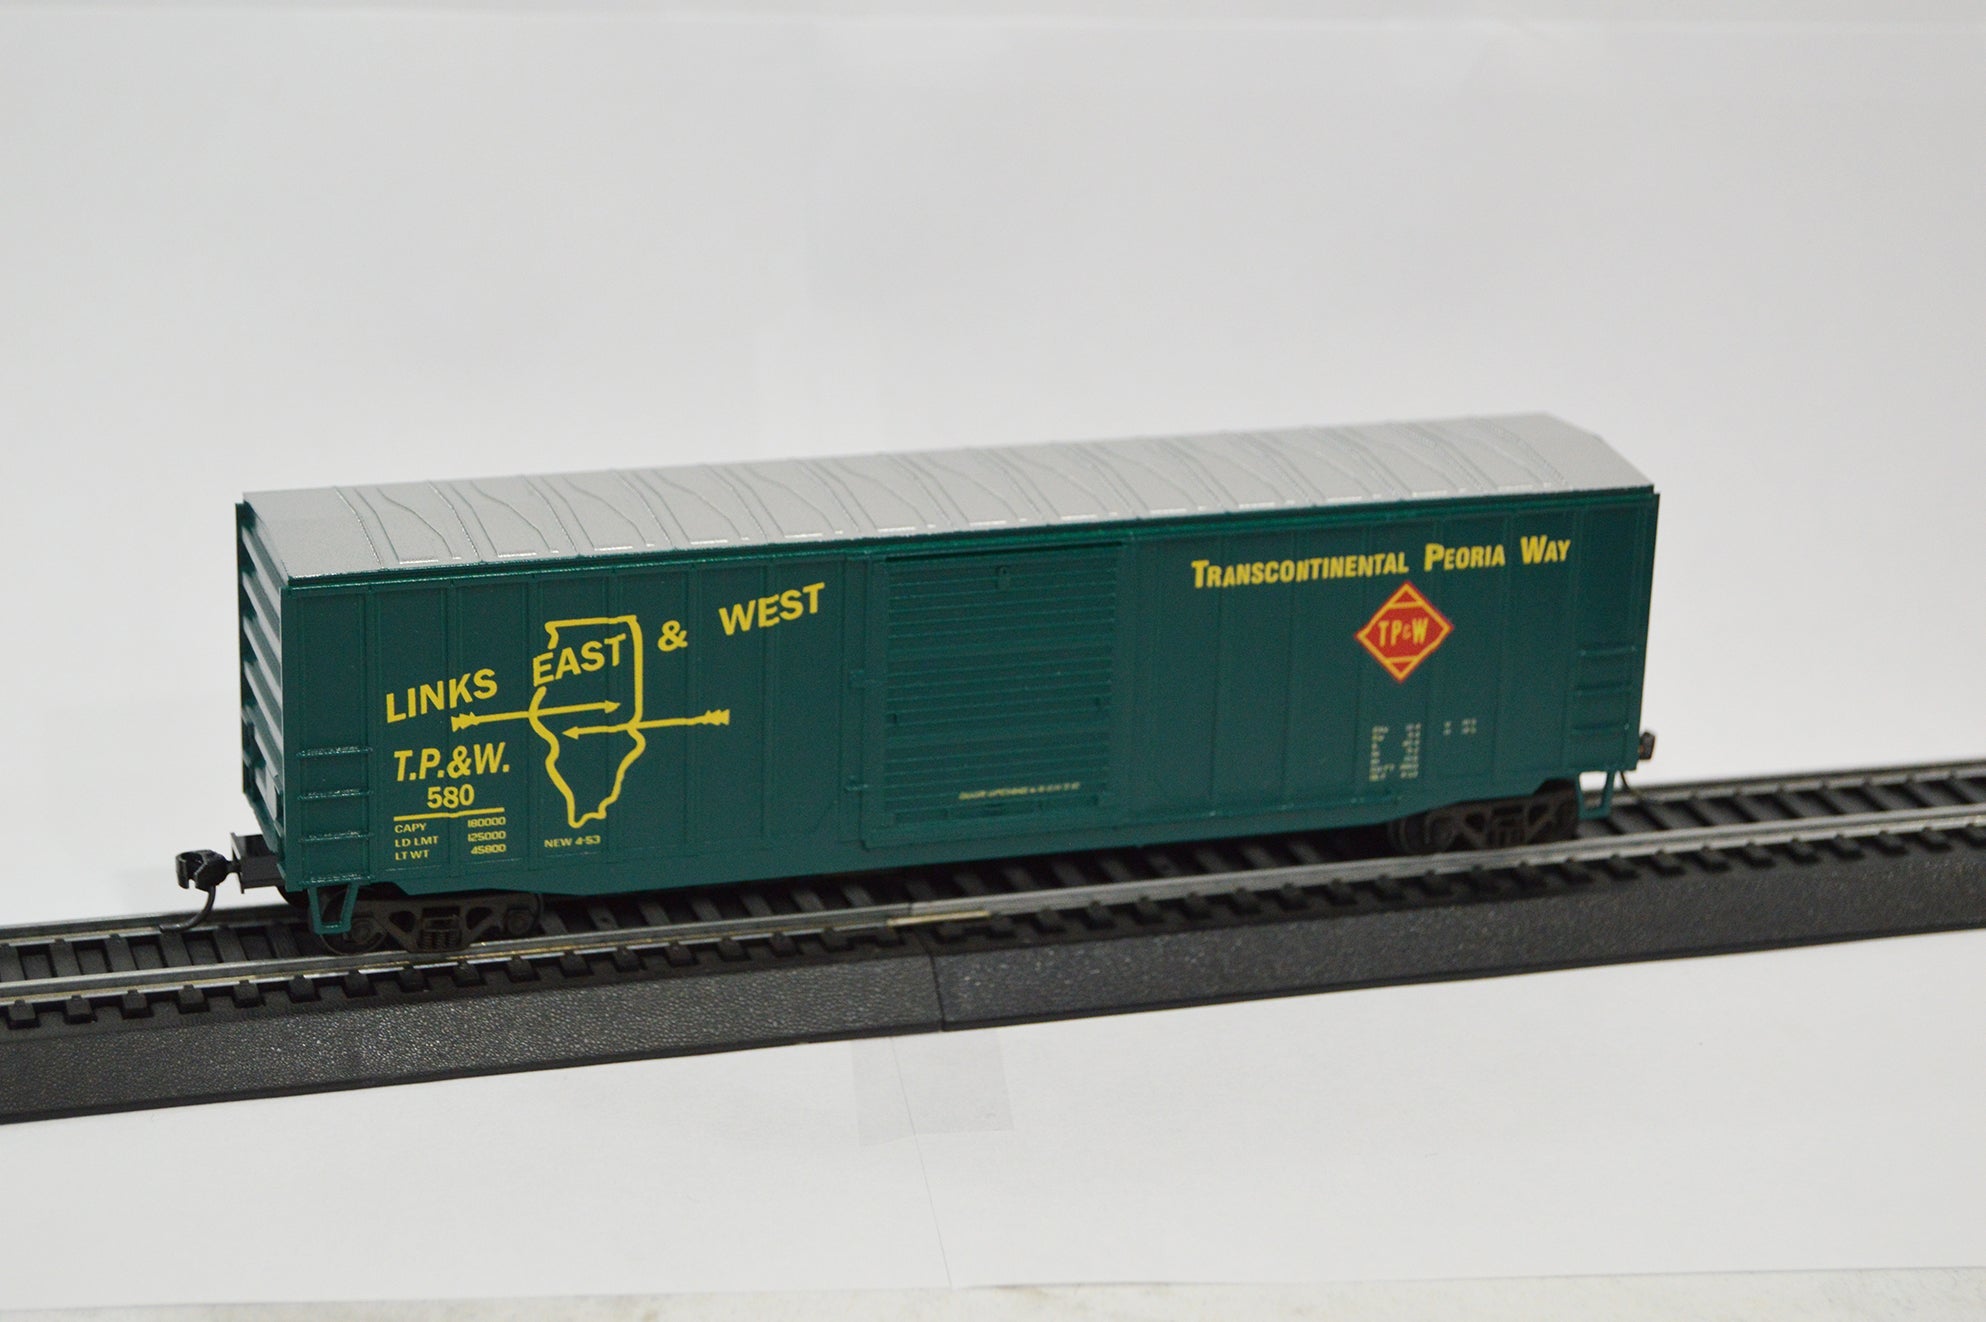 LINKS EAST & WEST
T.P.&W.
580
CAPY 180000
LD LMT 125000
LT WT 45800
NEW 4-53
TRANSCONTINENTAL PEORIA WAY
TP&W